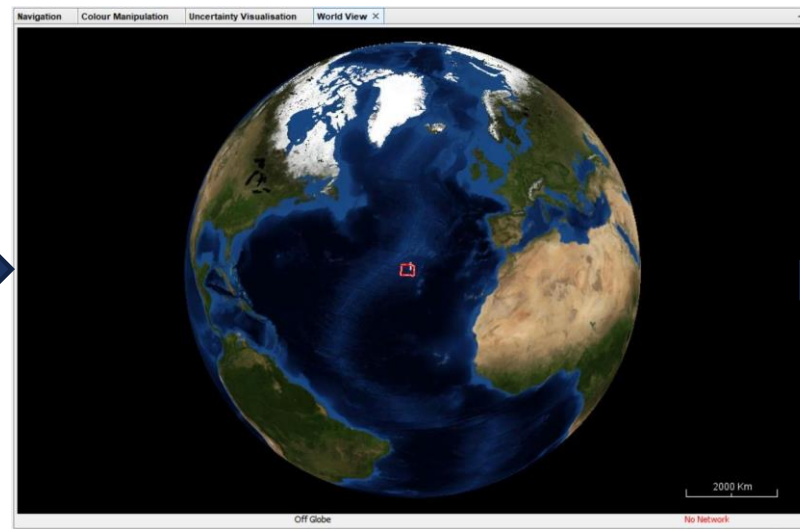 Navigation Colour Manipulation Uncertainty Visualisation World View
2000 Km
Off Globe No Network